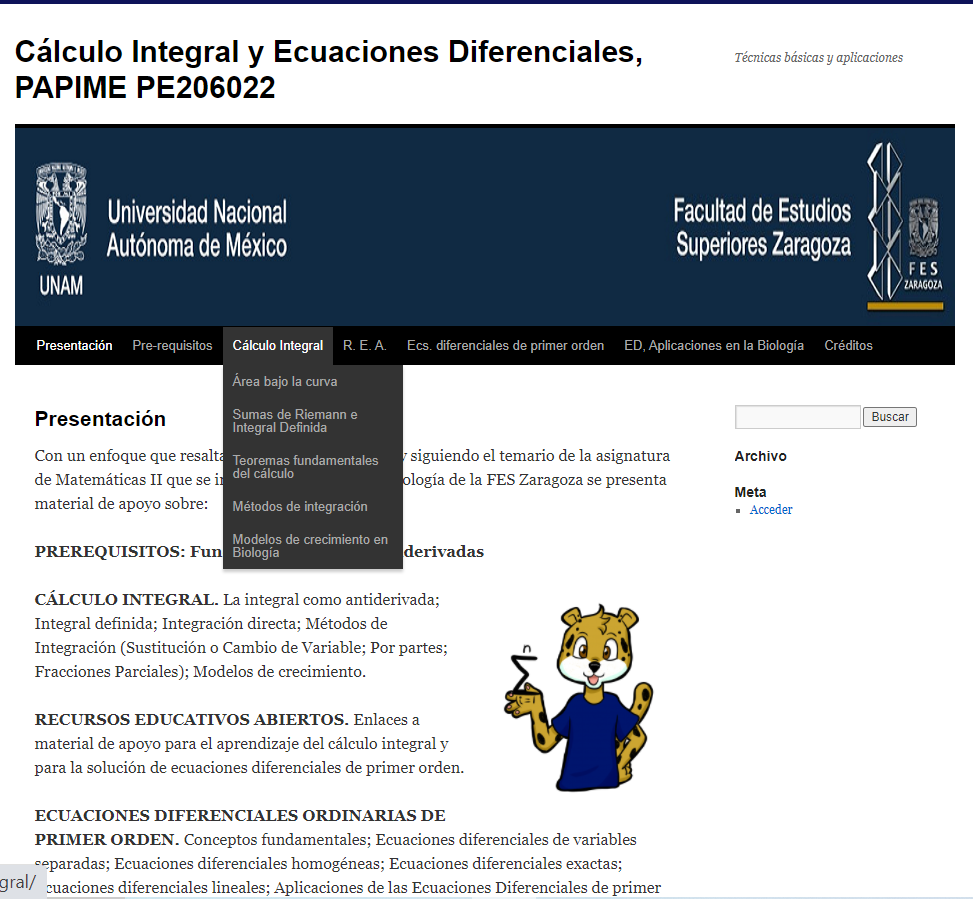 Cálculo Integral y Ecuaciones Diferenciales,
PAPIME PE206022
Técnicas básicas y aplicaciones
Universidad Nacional
Autónoma de México
UNAM
Facultad de Estudios
Superiores Zaragoza
FES
ZARAGOZA
Presentación Pre-requisitos Cálculo Integral R. E. A. Ecs. diferenciales de primer orden ED, Aplicaciones en la Biología Créditos
Área bajo la curva
Sumas de Riemann e
Integral Definida
Teoremas fundamentales
del cálculo
Métodos de integración
Modelos de crecimiento en
Biología
Presentación
Con un enfoque que resalta y siguiendo el temario de la asignatura
de Matemáticas II que se ología de la FES Zaragoza se presenta
material de apoyo sobre:
PREREQUISITOS: Fun derivadas
CÁLCULO INTEGRAL. La integral como antiderivada;
Integral definida; Integración directa; Métodos de
Integración (Sustitución o Cambio de Variable; Por partes;
Fracciones Parciales); Modelos de crecimiento.
n
Σ
RECURSOS EDUCATIVOS ABIERTOS. Enlaces a
material de apoyo para el aprendizaje del cálculo integral y
para la solución de ecuaciones diferenciales de primer orden.
ECUACIONES DIFERENCIALES ORDINARIAS DE
PRIMER ORDEN. Conceptos fundamentales; Ecuaciones diferenciales de variables
separadas; Ecuaciones diferenciales homogéneas; Ecuaciones diferenciales exactas;
cuaciones diferenciales lineales; Aplicaciones de las Ecuaciones Diferenciales de primer
gral/
Buscar
Archivo
Meta
Acceder